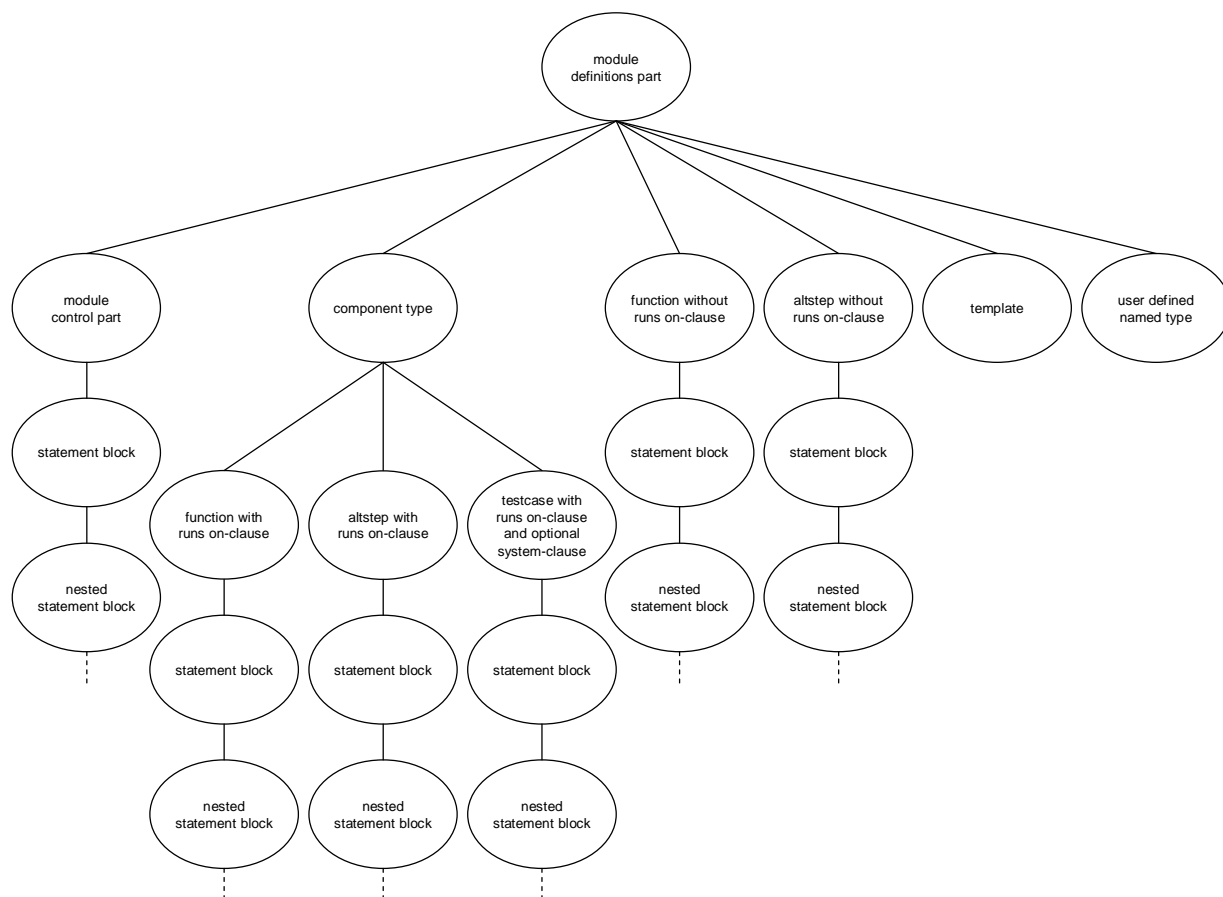 module
definitions part
module
control part
component type
function without
runs on-clause
altstep without
runs on-clause
template
user defined
named type
statement block
statement block
statement block
function with
runs on-clause
altstep with
runs on-clause
testcase with
runs on-clause
and optional
system-clause
nested
statement block
nested
statement block
nested
statement block
statement block
statement block
statement block
nested
statement block
nested
statement block
nested
statement block